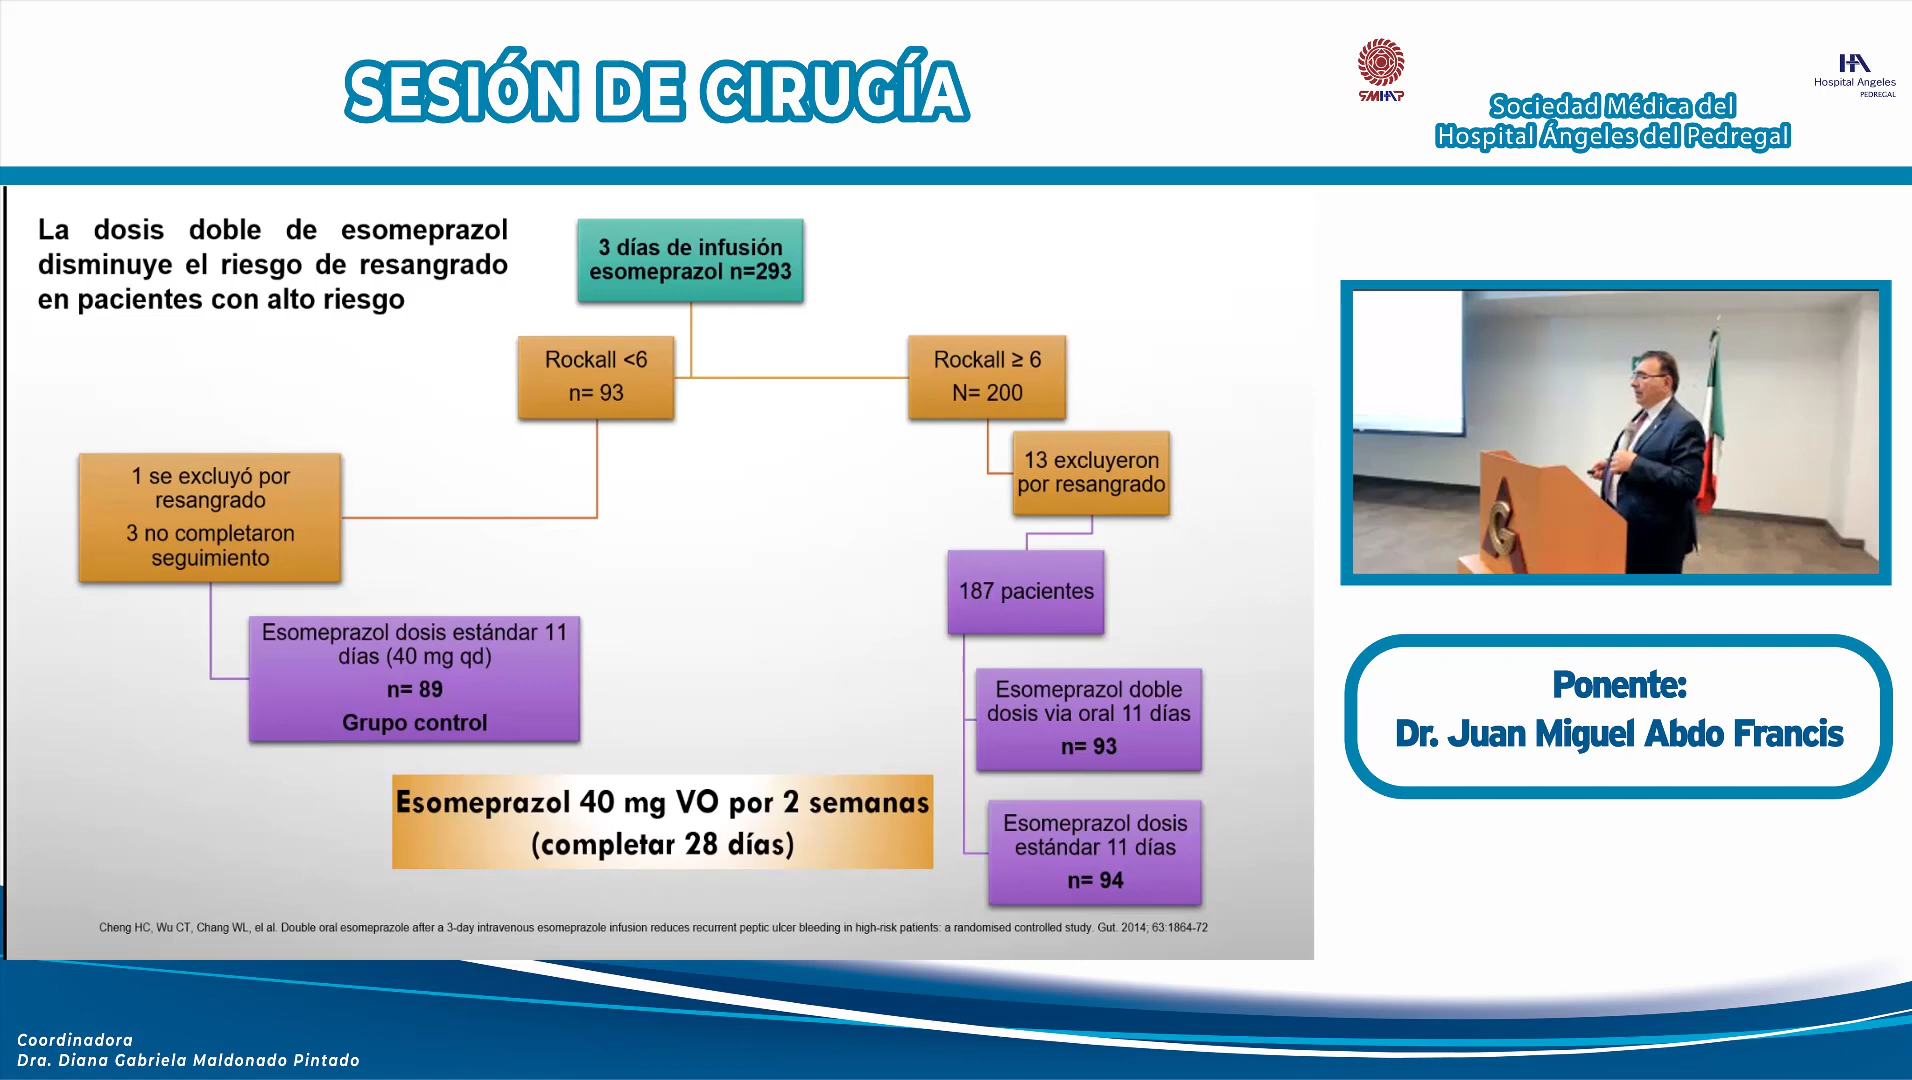 SESIÓN DE CIRUGÍA
SMHAP
Sociedad Médica del
Hospital Ángeles del Pedregal
HA
Hospital Angeles
PEDREGAL
La dosis doble de esomeprazol
disminuye el riesgo de resangrado
en pacientes con alto riesgo
3 días de infusión
esomeprazol n=293
Rockall <6
n= 93
Rockall ≥ 6
N= 200
1 se excluyó por
resangrado
3 no completaron
seguimiento
13 excluyeron
por resangrado
187 pacientes
Esomeprazol dosis estándar 11
días (40 mg qd)
n= 89
Grupo control
Esomeprazol doble
dosis via oral 11 días
n= 93
Esomeprazol dosis
estándar 11 días
n= 94
Esomeprazol 40 mg VO por 2 semanas
(completar 28 días)
Cheng HC, Wu CT, Chang WL, el al. Double oral esomeprazole after a 3-day intravenous esomeprazole infusion reduces recurrent peptic ulcer bleeding in high-risk patients: a randomised controlled study. Gut. 2014; 63:1864-72
G
Ponente:
Dr. Juan Miguel Abdo Francis
Coordinadora
Dra. Diana Gabriela Maldonado Pintado